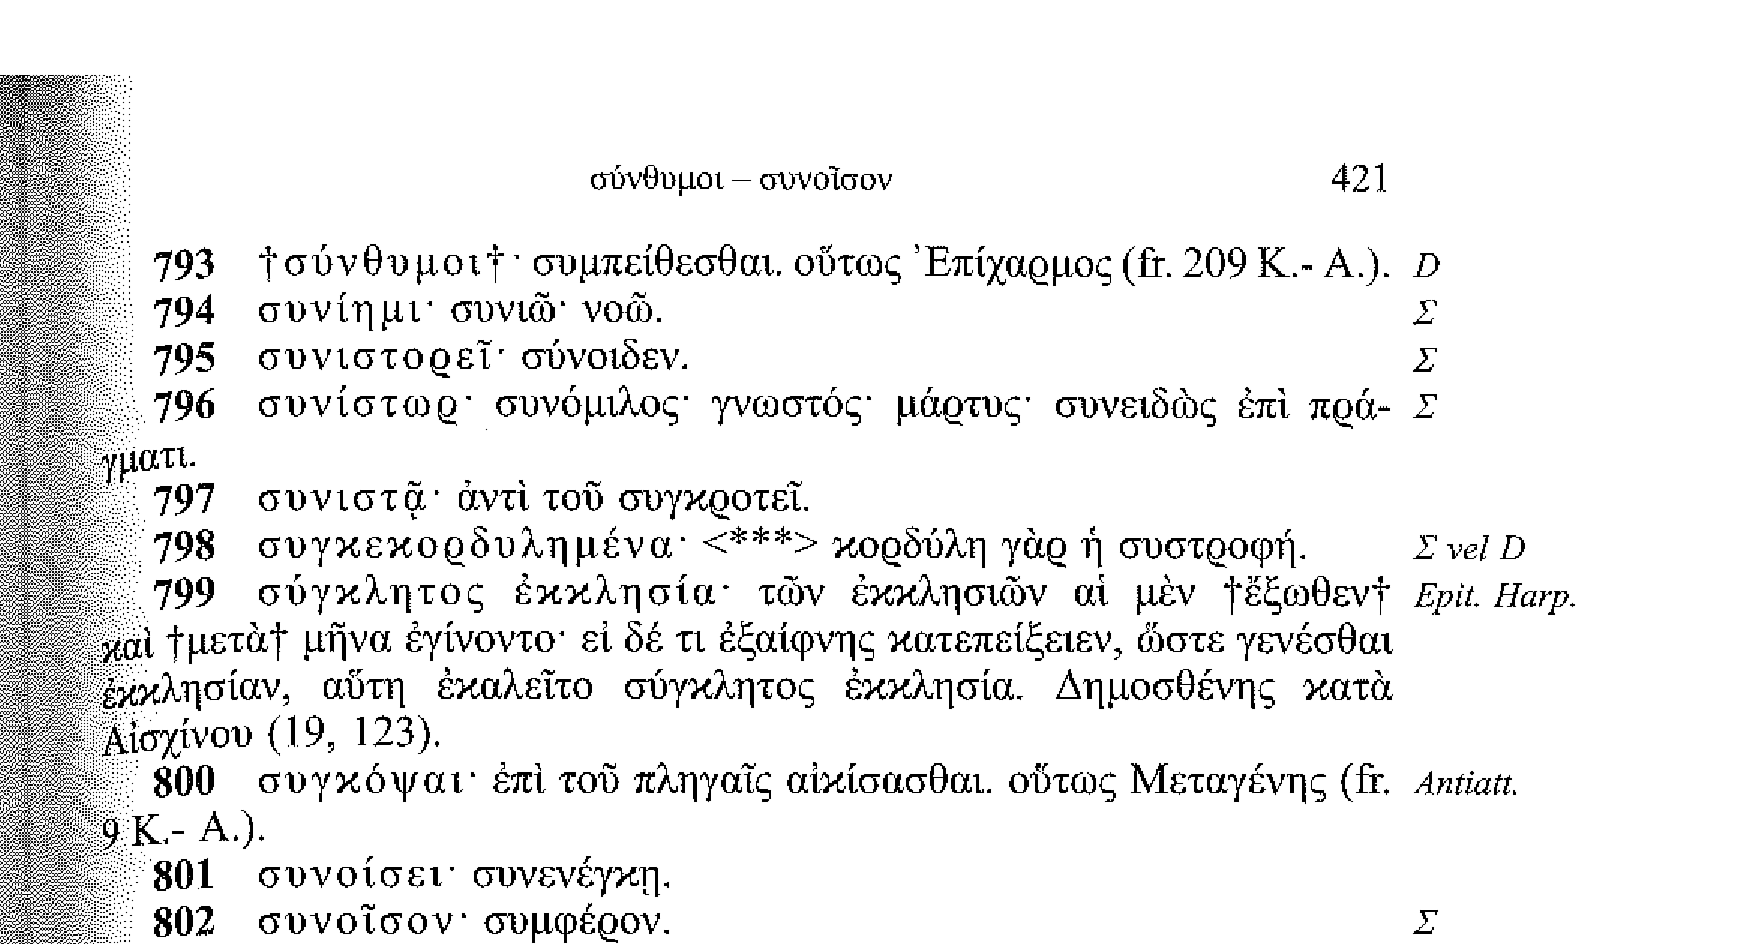 σύνθυμοι – συνοῖσον 421
793 †σύνθυμοι†· συμπείθεσθαι. οὕτως Ἐπίχαρμος (fr. 209 K.- A.). D
794 συνίημι· συνιῶ· νοῶ. Σ
795 συνιστορεῖ· σύνοιδεν. Σ
796 συνίστωρ· συνόμιλος· γνωστός· μάρτυς· συνειδὼς ἐπὶ πρά- Σ
γματι.
797 συνιστᾷ· ἀντὶ τοῦ συγκροτεῖ.
798 συγκεκορδυλημένα· <***> κορδύλη γὰρ ἡ συστροφή. Σ vel D
799 σύγκλητος ἐκκλησία· τῶν ἐκκλησιῶν αἱ μὲν †ἔξωθεν† Epit. Harp.
καὶ †μετὰ† μῆνα ἐγίνοντο· εἰ δέ τι ἐξαίφνης κατεπείξειεν, ὥστε γενέσθαι
ἐκκλησίαν, αὕτη ἐκαλεῖτο σύγκλητος ἐκκλησία. Δημοσθένης κατὰ
Αἰσχίνου (19, 123).
800 συγκόψαι· ἐπὶ τοῦ πληγαῖς αἰκίσασθαι. οὕτως Μεταγένης (fr. Antiatt.
9 K.- A.).
801 συνοίσει· συνενέγκῃ.
802 συνοῖσον· συμφέρον. Σ